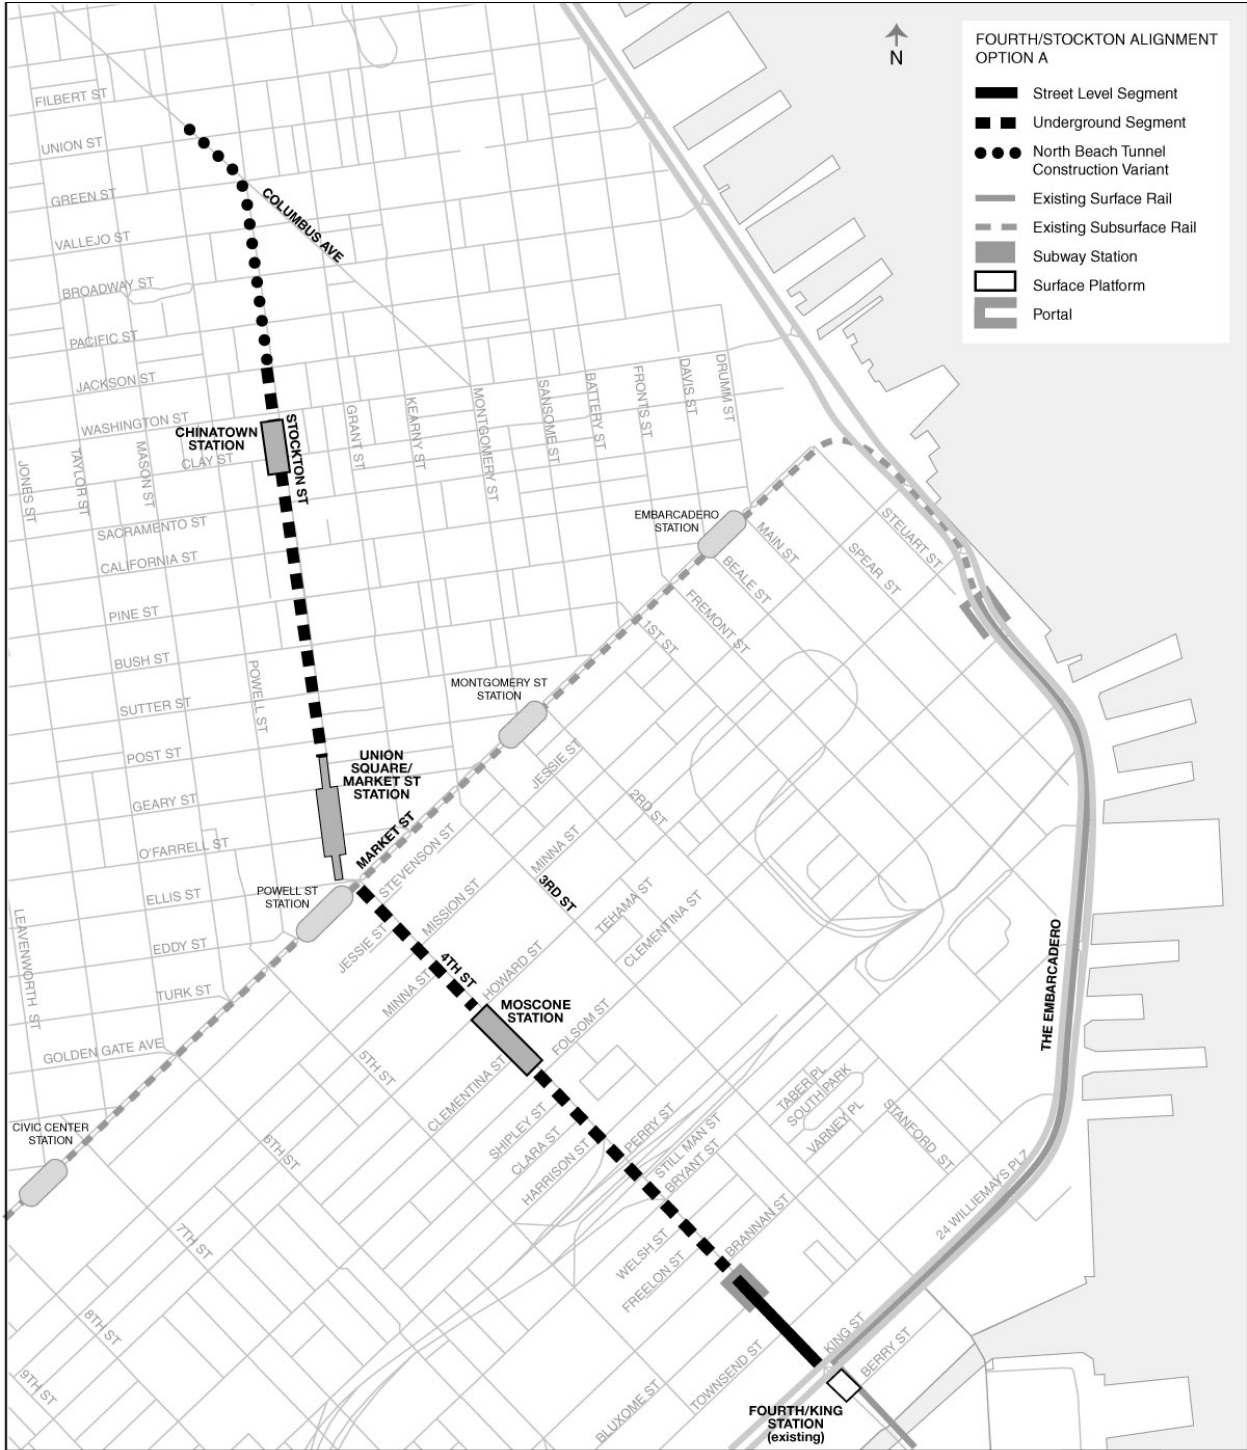 FOURTH/STOCKTON ALIGNMENT
OPTION A
N
Street Level Segment
Underground Segment
North Beach Tunnel
Construction Variant
Existing Surface Rail
Existing Subsurface Rail
Subway Station
Surface Platform
Portal
FILBERT ST
UNION ST
GREEN ST
COLUMBUS AVE
VALLEJO ST
BROADWAY ST
PACIFIC ST
JACKSON ST
WASHINGTON ST
CHINATOWN
STATION
CLAY ST
STOCKTON ST
JONES ST
TAYLOR ST
MASON ST
GRANT ST
KEARNY ST
MONTGOMERY ST
SANSOME ST
BATTERY ST
FRONTS ST
DAVIS ST
DRUMM ST
SACRAMENTO ST
CALIFORNIA ST
PINE ST
BUSH ST
POWELL ST
SUTTER ST
POST ST
GEARY ST
O'FARRELL ST
ELLIS ST
EDDY ST
TURK ST
GOLDEN GATE AVE
LEAVENWORTH ST
EMBARCADERO
STATION
MAIN ST
BEALE ST
FREMONT ST
1ST ST
SPEAR ST
STEUART ST
MONTGOMERY ST
STATION
JESSIE ST
2RD ST
UNION
SQUARE/
MARKET ST
STATION
MARKET ST
STEVENSON ST
MINNA ST
3RD ST
POWELL ST
STATION
MISSION ST
TEHAMA ST
CLEMENTINA ST
JESSIE ST
4TH ST
HOWARD ST
MINNA ST
MOSCONE
STATION
FOLSOM ST
THE EMBARCADERO
5TH ST
CLEMENTINA ST
SHIPLEY ST
CLARA ST
HARRISON ST
PERRY ST
STILL MAN ST
BRYANT ST
TABER PL
SOUTH PARK
VARNEY PL
STANFORD ST
CIVIC CENTER
STATION
6TH ST
7TH ST
8TH ST
9TH ST
WELSH ST
FREELON ST
BRANNAN ST
24 WILLIEMAYS PLZ
KING ST
BERRY ST
TOWNSEND ST
BLUXOME ST
FOURTH/KING
STATION
(existing)